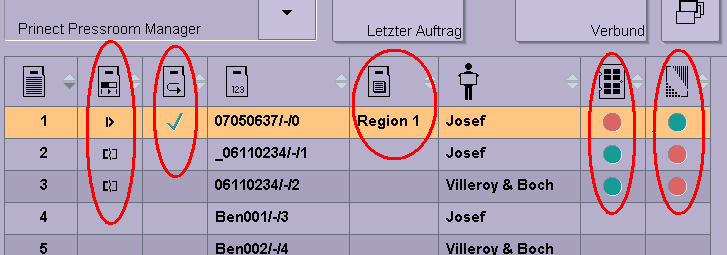 Prinect Pressroom Manager
Letzter Auftrag
Verbund
123
1 07050637/-/0 Region 1 Josef
2 _06110234/-/1 Josef
3 06110234/-/2 Villeroy & Boch
4 Ben001/-/3 Josef
5 Ben002/-/4 Villeroy & Boch